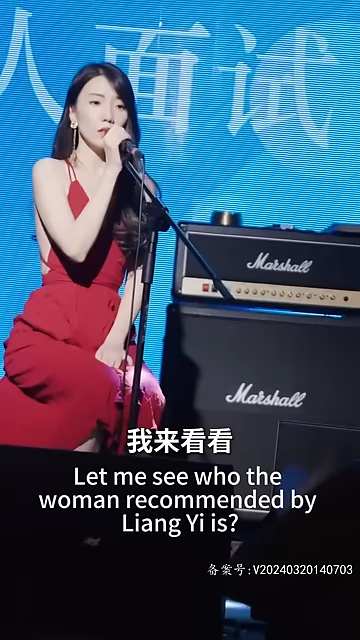 人面试
Marshall
Marshall
我来看看
Let me see who the
woman recommended by
Liang Yi is?
备案号:V20240320140703